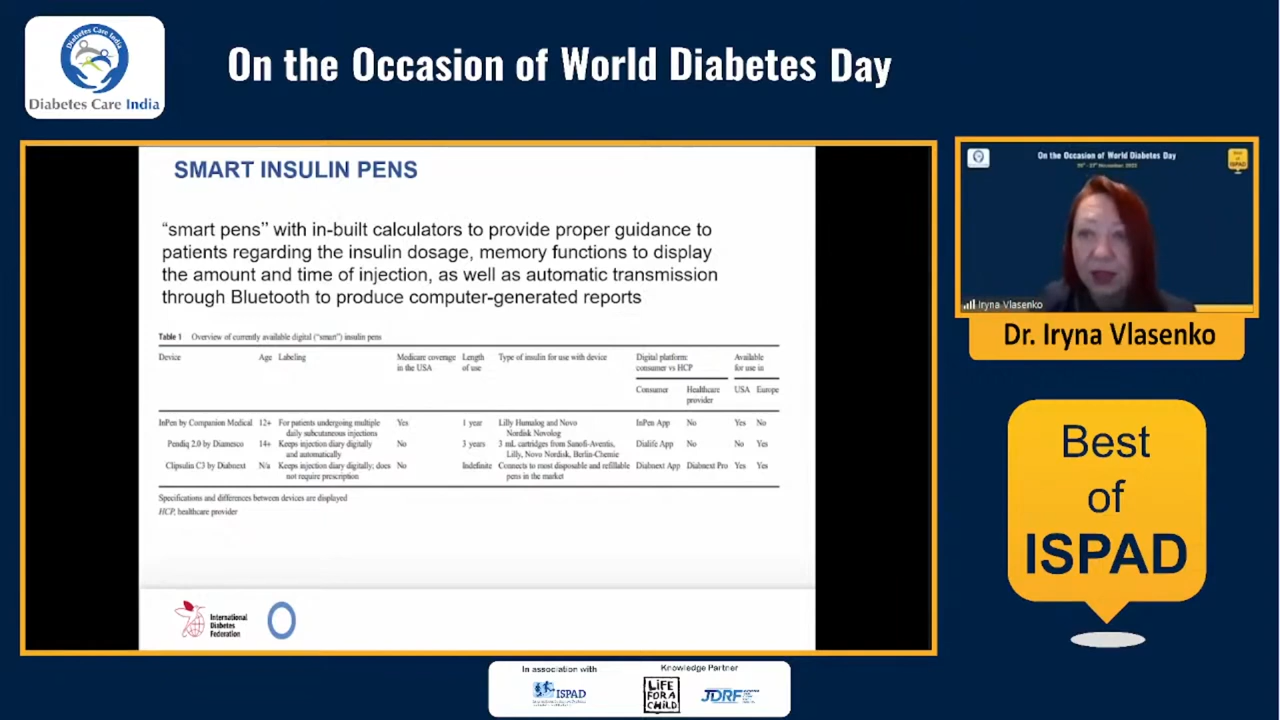 Diabetes Care India
Diabetes Care India
On the Occasion of World Diabetes Day
SMART INSULIN PENS
“smart pens” with in-built calculators to provide proper guidance to
patients regarding the insulin dosage, memory functions to display
the amount and time of injection, as well as automatic transmission
through Bluetooth to produce computer-generated reports
Table 1 Overview of currently available digital (“smart”) insulin pens
Device Age Labeling Medicare coverage in the USA Length of use Type of insulin for use with device Digital platform: consumer vs HCP Available for use in
Consumer Healthcare provider USA Europe
InPen by Companion Medical 12+ For patients undergoing multiple Yes 1 year Lilly Humalog and Novo InPen App No Yes No
daily subcutaneous injections Nordisk Novolog
Pendiq 2.0 by Diamesco 14+ Keeps injection diary digitally No 3 years 3 mL cartridges from Sanofi-Aventis, Dialife App No No Yes
and automatically Lilly, Novo Nordisk, Berlin-Chemie
Clipsulin C3 by Diabnext N/a Keeps injection diary digitally; does No Indefinite Connects to most disposable and refillable Diabnext App Diabnext Pro Yes Yes
not require prescription pens in the market
Specifications and differences between devices are displayed
HCP, healthcare provider
International
Diabetes
Federation
On the Occasion of World Diabetes Day
Best
of
ISPAD
Iryna Vlasenko
Dr. Iryna Vlasenko
Best
of
ISPAD
In association with
ISPAD
Knowledge Partner
LiFE
FOR A
CHiLD
JDRF